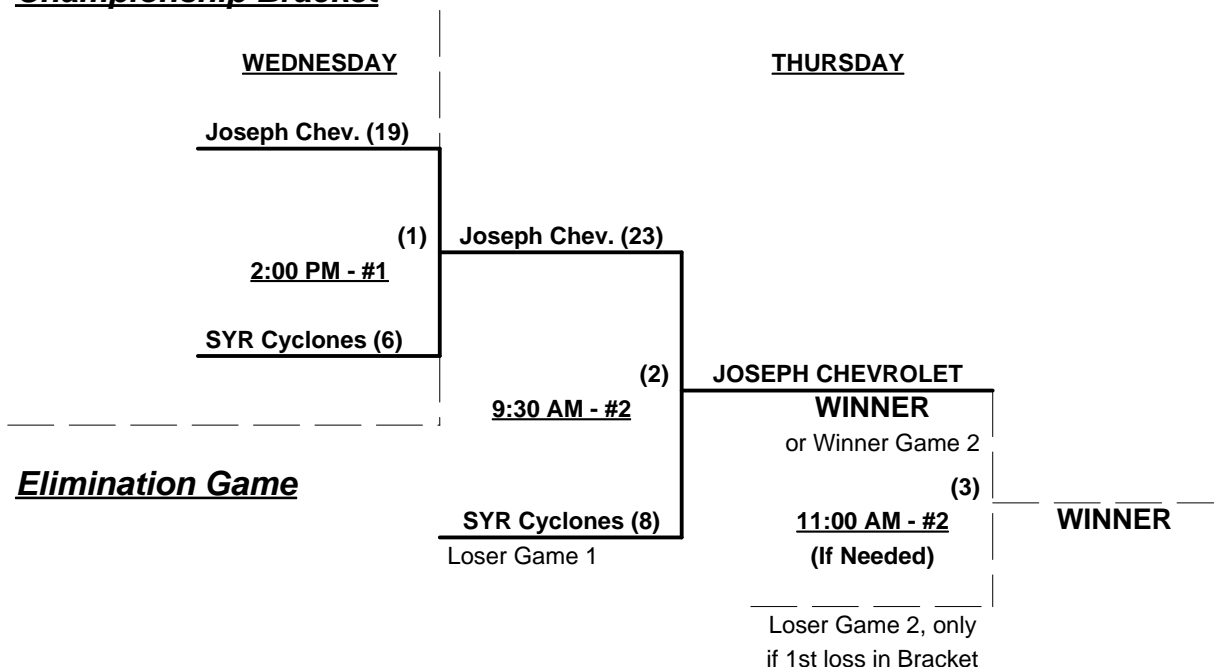 Championship Bracket
WEDNESDAY
THURSDAY
Joseph Chev. (19)
(1)
Joseph Chev. (23)
2:00 PM - #1
SYR Cyclones (6)
(2)
JOSEPH CHEVROLET
9:30 AM - #2
WINNER
or Winner Game 2
Elimination Game
(3)
SYR Cyclones (8)
11:00 AM - #2
WINNER
Loser Game 1
(If Needed)
Loser Game 2, only
if 1st loss in Bracket